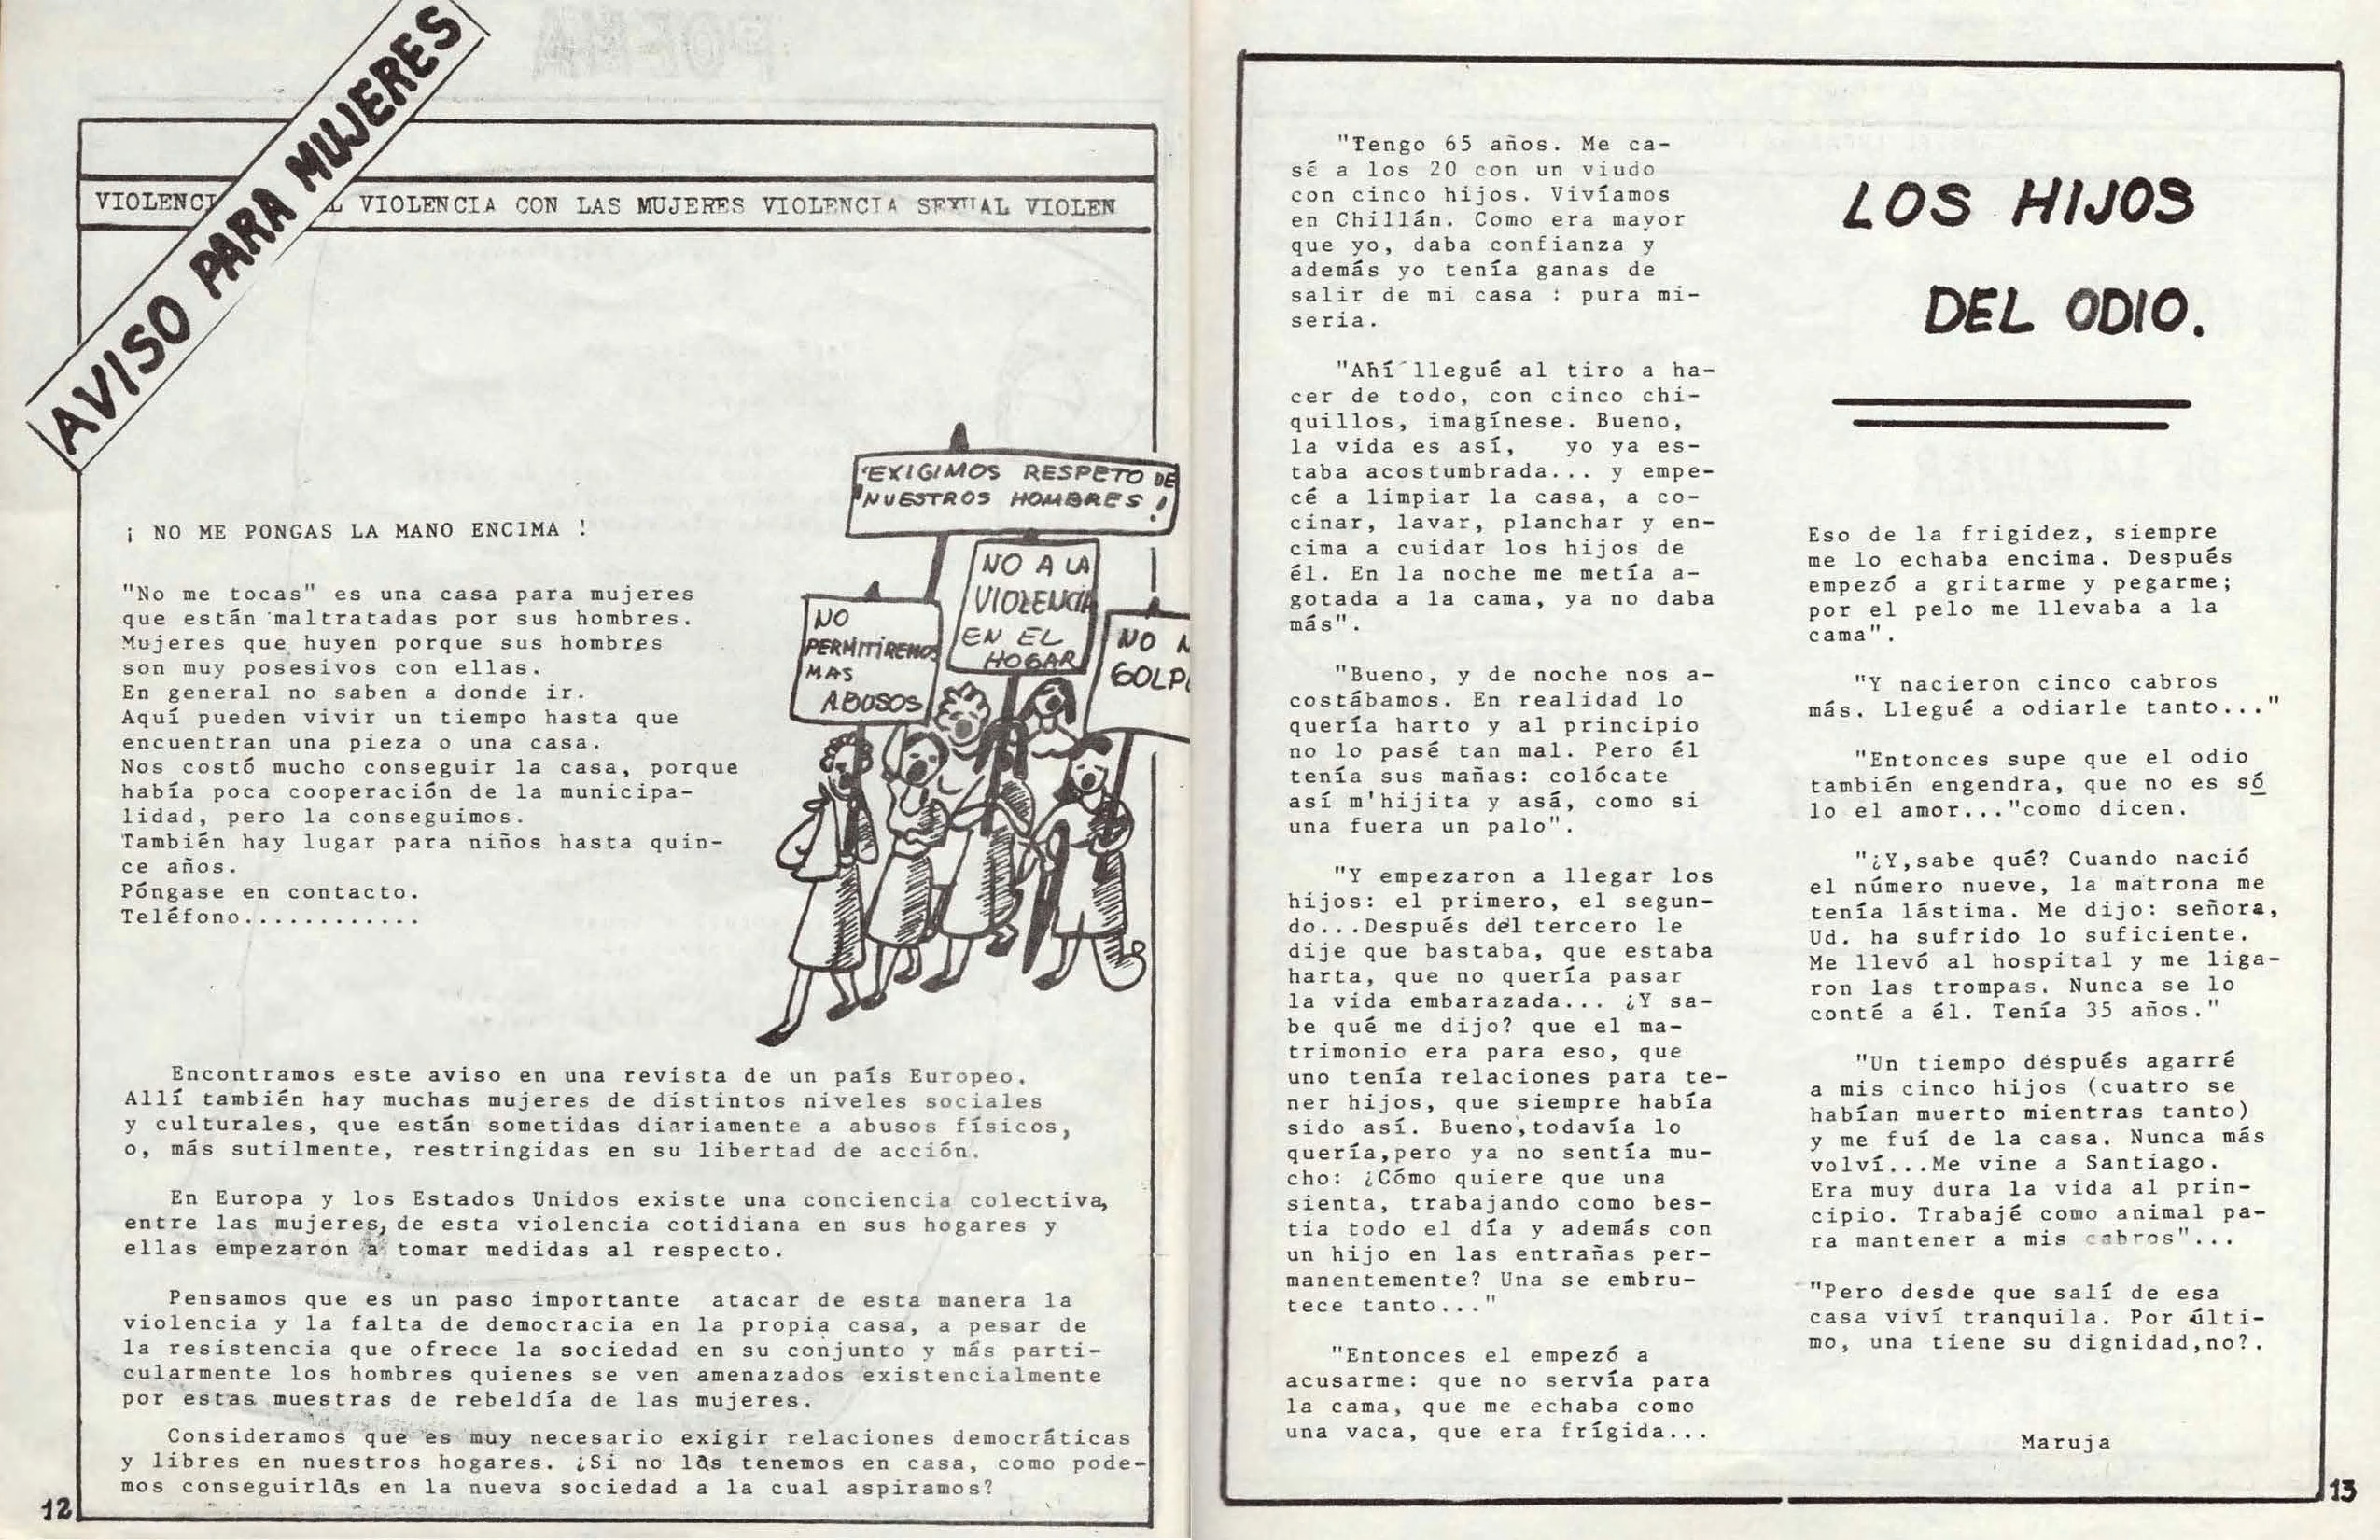 AVISO PARA MUJERES
VIOLENCI L VIOLENCIA CON LAS MUJERES VIOLENCIA SEXUAL VIOLEN
¡EXIGIMOS RESPETO DE
NUESTROS HOMBRES!
NO A LA
VIOLENCIA
EN EL
HOGAR
NO
PERMITIREMOS
MAS
ABUSOS
NO
GOLP
¡ NO ME PONGAS LA MANO ENCIMA !
"No me tocas" es una casa para mujeres
que están maltratadas por sus hombres.
Mujeres que huyen porque sus hombres
son muy posesivos con ellas.
En general no saben a donde ir.
Aquí pueden vivir un tiempo hasta que
encuentran una pieza o una casa.
Nos costó mucho conseguir la casa, porque
había poca cooperación de la municipa-
lidad, pero la conseguimos.
También hay lugar para niños hasta quin-
ce años.
Póngase en contacto.
Teléfono............
Encontramos este aviso en una revista de un país Europeo.
Allí también hay muchas mujeres de distintos niveles sociales
y culturales, que están sometidas diariamente a abusos físicos,
o, más sutilmente, restringidas en su libertad de acción.
En Europa y los Estados Unidos existe una conciencia colectiva,
entre las mujeres, de esta violencia cotidiana en sus hogares y
ellas empezaron a tomar medidas al respecto.
Pensamos que es un paso importante atacar de esta manera la
violencia y la falta de democracia en la propia casa, a pesar de
la resistencia que ofrece la sociedad en su conjunto y más parti-
cularmente los hombres quienes se ven amenazados existencialmente
por estas muestras de rebeldía de las mujeres.
Consideramos que es muy necesario exigir relaciones democráticas
y libres en nuestros hogares. ¿Si no las tenemos en casa, como pode-
mos conseguirlas en la nueva sociedad a la cual aspiramos?
12
LOS HIJOS
DEL ODIO.
"Tengo 65 años. Me ca-
sé a los 20 con un viudo
con cinco hijos. Vivíamos
en Chillán. Como era mayor
que yo, daba confianza y
además yo tenía ganas de
salir de mi casa : pura mi-
seria.
"Ahí llegué al tiro a ha-
cer de todo, con cinco chi-
quillos, imagínese. Bueno,
la vida es así, yo ya es-
taba acostumbrada... y empe-
cé a limpiar la casa, a co-
cinar, lavar, planchar y en-
cima a cuidar los hijos de
él. En la noche me metía a-
gotada a la cama, ya no daba
más".
"Bueno, y de noche nos a-
costábamos. En realidad lo
quería harto y al principio
no lo pasé tan mal. Pero él
tenía sus mañas: colócate
así m'hijita y asá, como si
una fuera un palo".
"Y empezaron a llegar los
hijos: el primero, el segun-
do...Después del tercero le
dije que bastaba, que estaba
harta, que no quería pasar
la vida embarazada... ¿Y sa-
be qué me dijo? que el ma-
trimonio era para eso, que
uno tenía relaciones para te-
ner hijos, que siempre había
sido así. Bueno, todavía lo
quería,pero ya no sentía mu-
cho: ¿Cómo quiere que una
sienta, trabajando como bes-
tia todo el día y además con
un hijo en las entrañas per-
manentemente? Una se embru-
tece tanto..."
"Entonces el empezó a
acusarme: que no servía para
la cama, que me echaba como
una vaca, que era frígida...
Eso de la frigidez, siempre
me lo echaba encima. Después
empezó a gritarme y pegarme;
por el pelo me llevaba a la
cama".
"Y nacieron cinco cabros
más. Llegué a odiarle tanto..."
"Entonces supe que el odio
también engendra, que no es só
lo el amor..."como dicen.
"¿Y,sabe qué? Cuando nació
el número nueve, la matrona me
tenía lástima. Me dijo: señora,
Ud. ha sufrido lo suficiente.
Me llevó al hospital y me liga-
ron las trompas. Nunca se lo
conté a él. Tenía 35 años."
"Un tiempo después agarré
a mis cinco hijos (cuatro se
habían muerto mientras tanto)
y me fuí de la casa. Nunca más
volví...Me vine a Santiago.
Era muy dura la vida al prin-
cipio. Trabajé como animal pa-
ra mantener a mis cabros"...
"Pero desde que salí de esa
casa viví tranquila. Por últi-
mo, una tiene su dignidad,no?.
Maruja
13